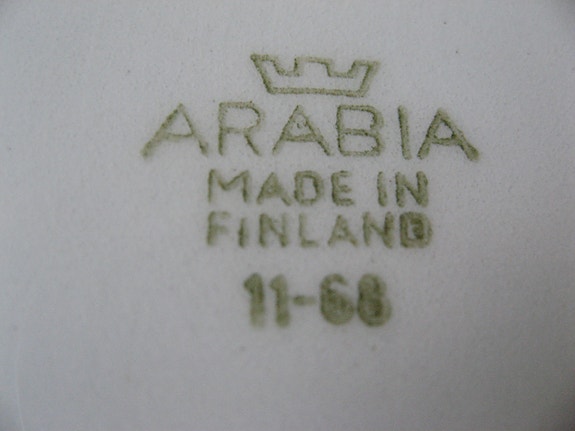 ARABIA
MADE IN
FINLAND
11-68